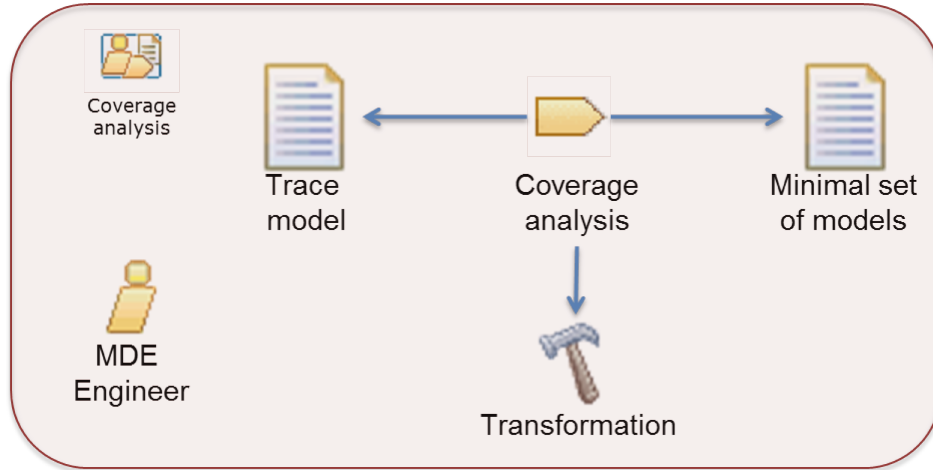 Coverage
analysis
Trace
model
Coverage
analysis
Minimal set
of models
MDE
Engineer
Transformation